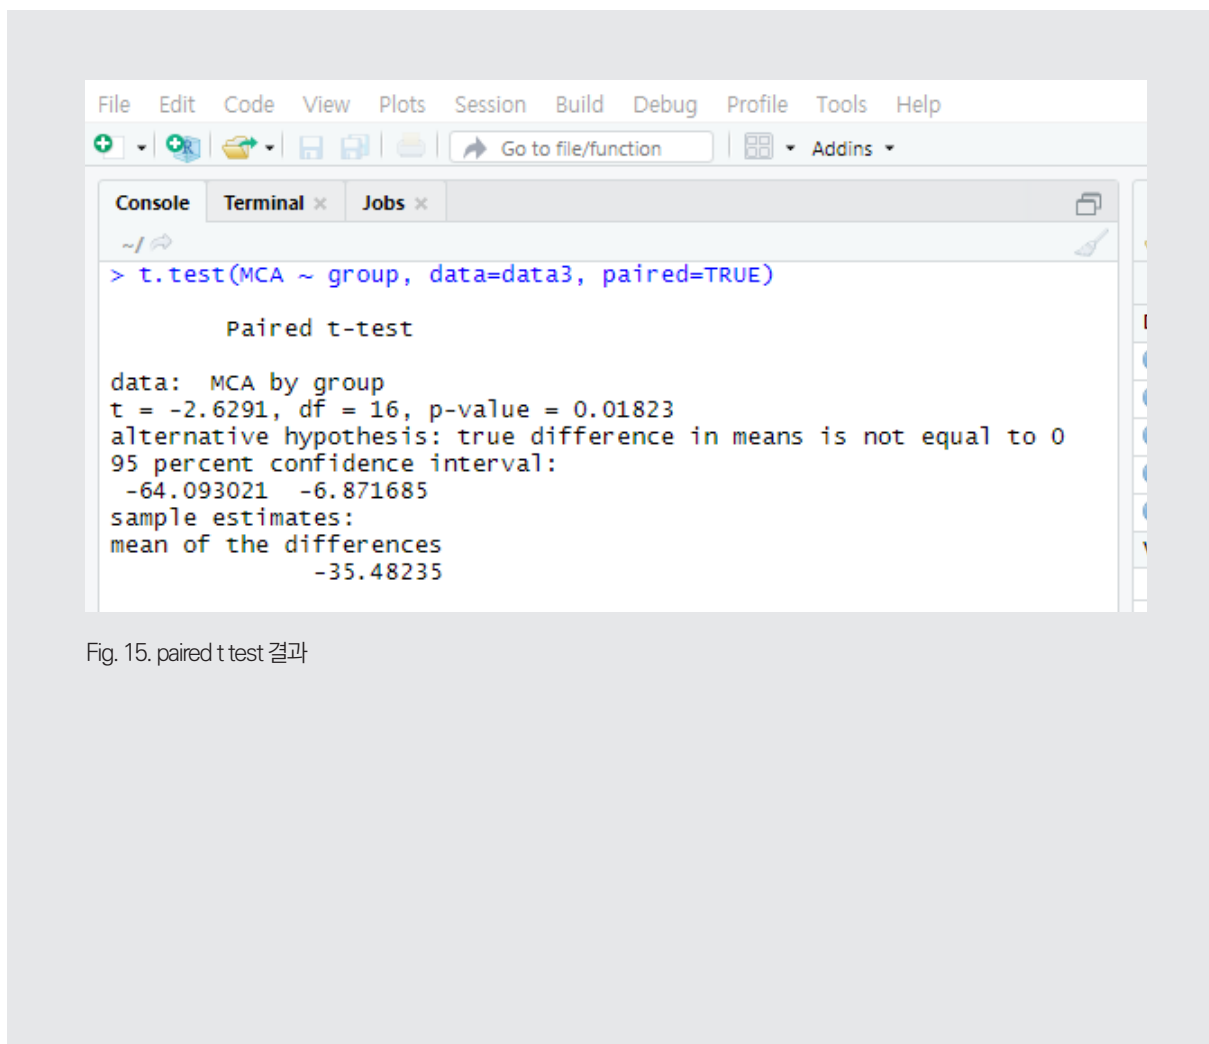 File Edit Code View Plots Session Build Debug Profile Tools Help
Go to file/function Addins
Console Terminal Jobs
~/
> t.test(MCA ~ group, data=data3, paired=TRUE)
Paired t-test
data: MCA by group
t = -2.6291, df = 16, p-value = 0.01823
alternative hypothesis: true difference in means is not equal to 0
95 percent confidence interval:
-64.093021 -6.871685
sample estimates:
mean of the differences
-35.48235
Fig. 15. paired t test 결과